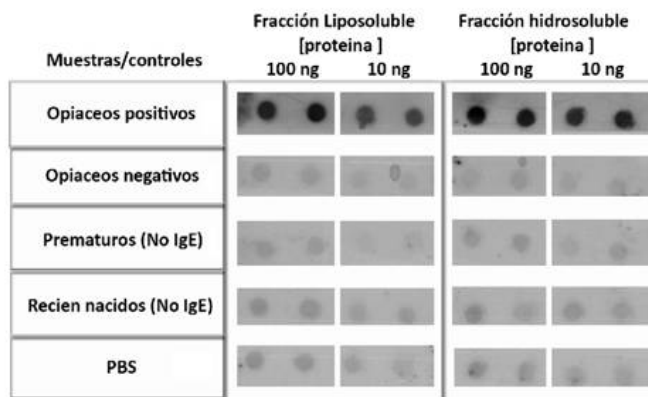 Fracción Liposoluble
[proteina ]
Fracción hidrosoluble
[proteina ]
Muestras/controles
100 ng
10 ng
100 ng
10 ng
Opiaceos positivos
Opiaceos negativos
Prematuros (No IgE)
Recien nacidos (No IgE)
PBS